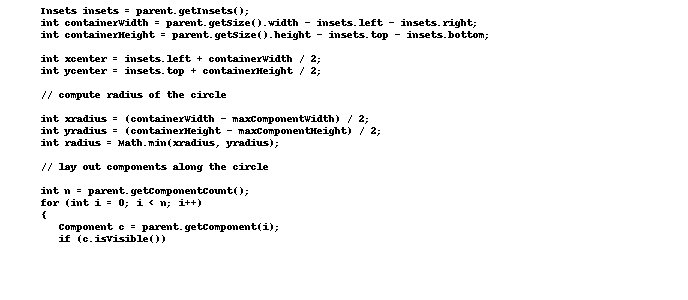 Insets insets = parent.getInsets();
int containerWidth = parent.getSize().width - insets.left - insets.right;
int containerHeight = parent.getSize().height - insets.top - insets.bottom;

int xcenter = insets.left + containerWidth / 2;
int ycenter = insets.top + containerHeight / 2;

// compute radius of the circle

int xradius = (containerWidth - maxComponentWidth) / 2;
int yradius = (containerHeight - maxComponentHeight) / 2;
int radius = Math.min(xradius, yradius);

// lay out components along the circle

int n = parent.getComponentCount();
for (int i = 0; i < n; i++)
{
   Component c = parent.getComponent(i);
   if (c.isVisible())